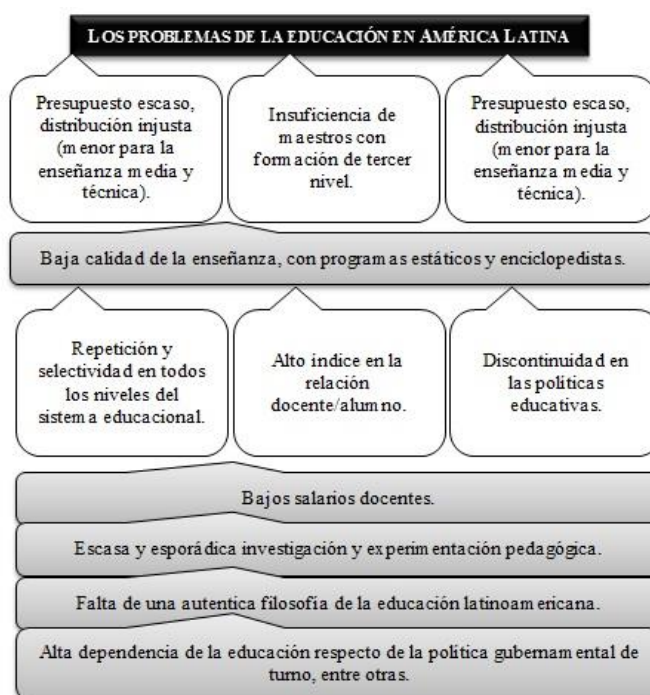 LOS PROBLEMAS DE LA EDUCACIÓN EN AMÉRICA LATINA
Presupuesto escaso,
distribución injusta
(menor para la
enseñanza media y
técnica).
Insuficiencia de
maestros con
formación de tercer
nivel.
Presupuesto escaso,
distribución injusta
(menor para la
enseñanza media y
técnica).
Baja calidad de la enseñanza, con programas estáticos y enciclopedistas.
Repetición y
selectividad en todos
los niveles del
sistema educacional.
Alto índice en la
relación
docente/alumno.
Discontinuidad en
las políticas
educativas.
Bajos salarios docentes.
Escasa y esporádica investigación y experimentación pedagógica.
Falta de una autentica filosofía de la educación latinoamericana.
Alta dependencia de la educación respecto de la política gubernamental de
turno, entre otras.